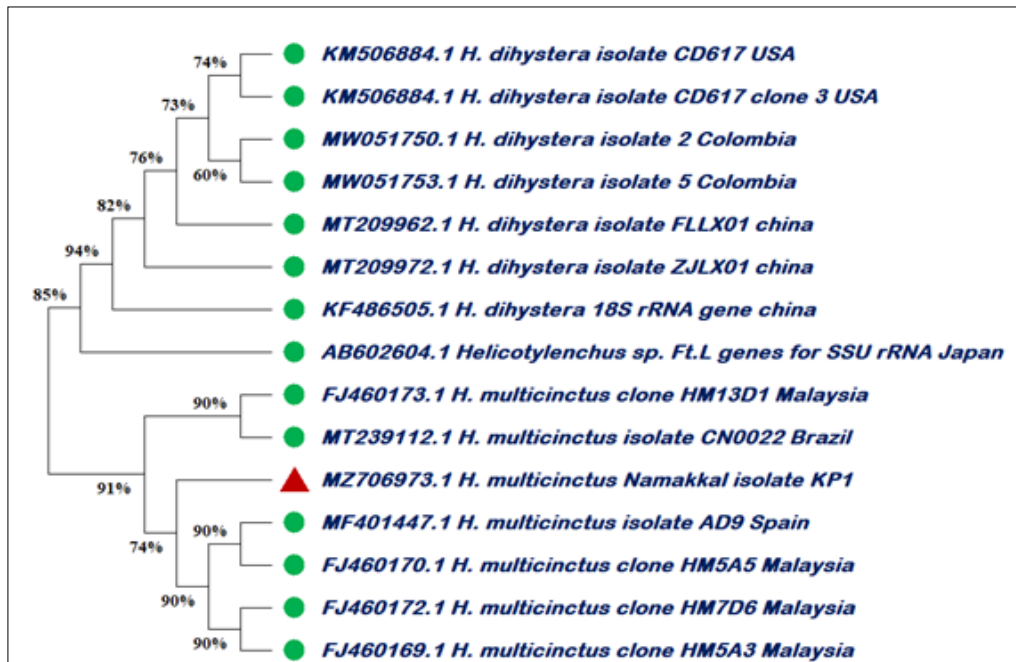 KM506884.1 H. dihystera isolate CD617 USA
74%
KM506884.1 H. dihystera isolate CD617 clone 3 USA
73%
MW051750.1 H. dihystera isolate 2 Colombia
76%
60%
MW051753.1 H. dihystera isolate 5 Colombia
82%
MT209962.1 H. dihystera isolate FLLX01 china
94%
MT209972.1 H. dihystera isolate ZJLX01 china
85%
KF486505.1 H. dihystera 18S rRNA gene china
AB602604.1 Helicotylenchus sp. Ft.L genes for SSU rRNA Japan
FJ460173.1 H. multicinctus clone HM13D1 Malaysia
90%
MT239112.1 H. multicinctus isolate CN0022 Brazil
91%
MZ706973.1 H. multicinctus Namakkal isolate KP1
74%
90%
MF401447.1 H. multicinctus isolate AD9 Spain
FJ460170.1 H. multicinctus clone HM5A5 Malaysia
90%
FJ460172.1 H. multicinctus clone HM7D6 Malaysia
90%
FJ460169.1 H. multicinctus clone HM5A3 Malaysia